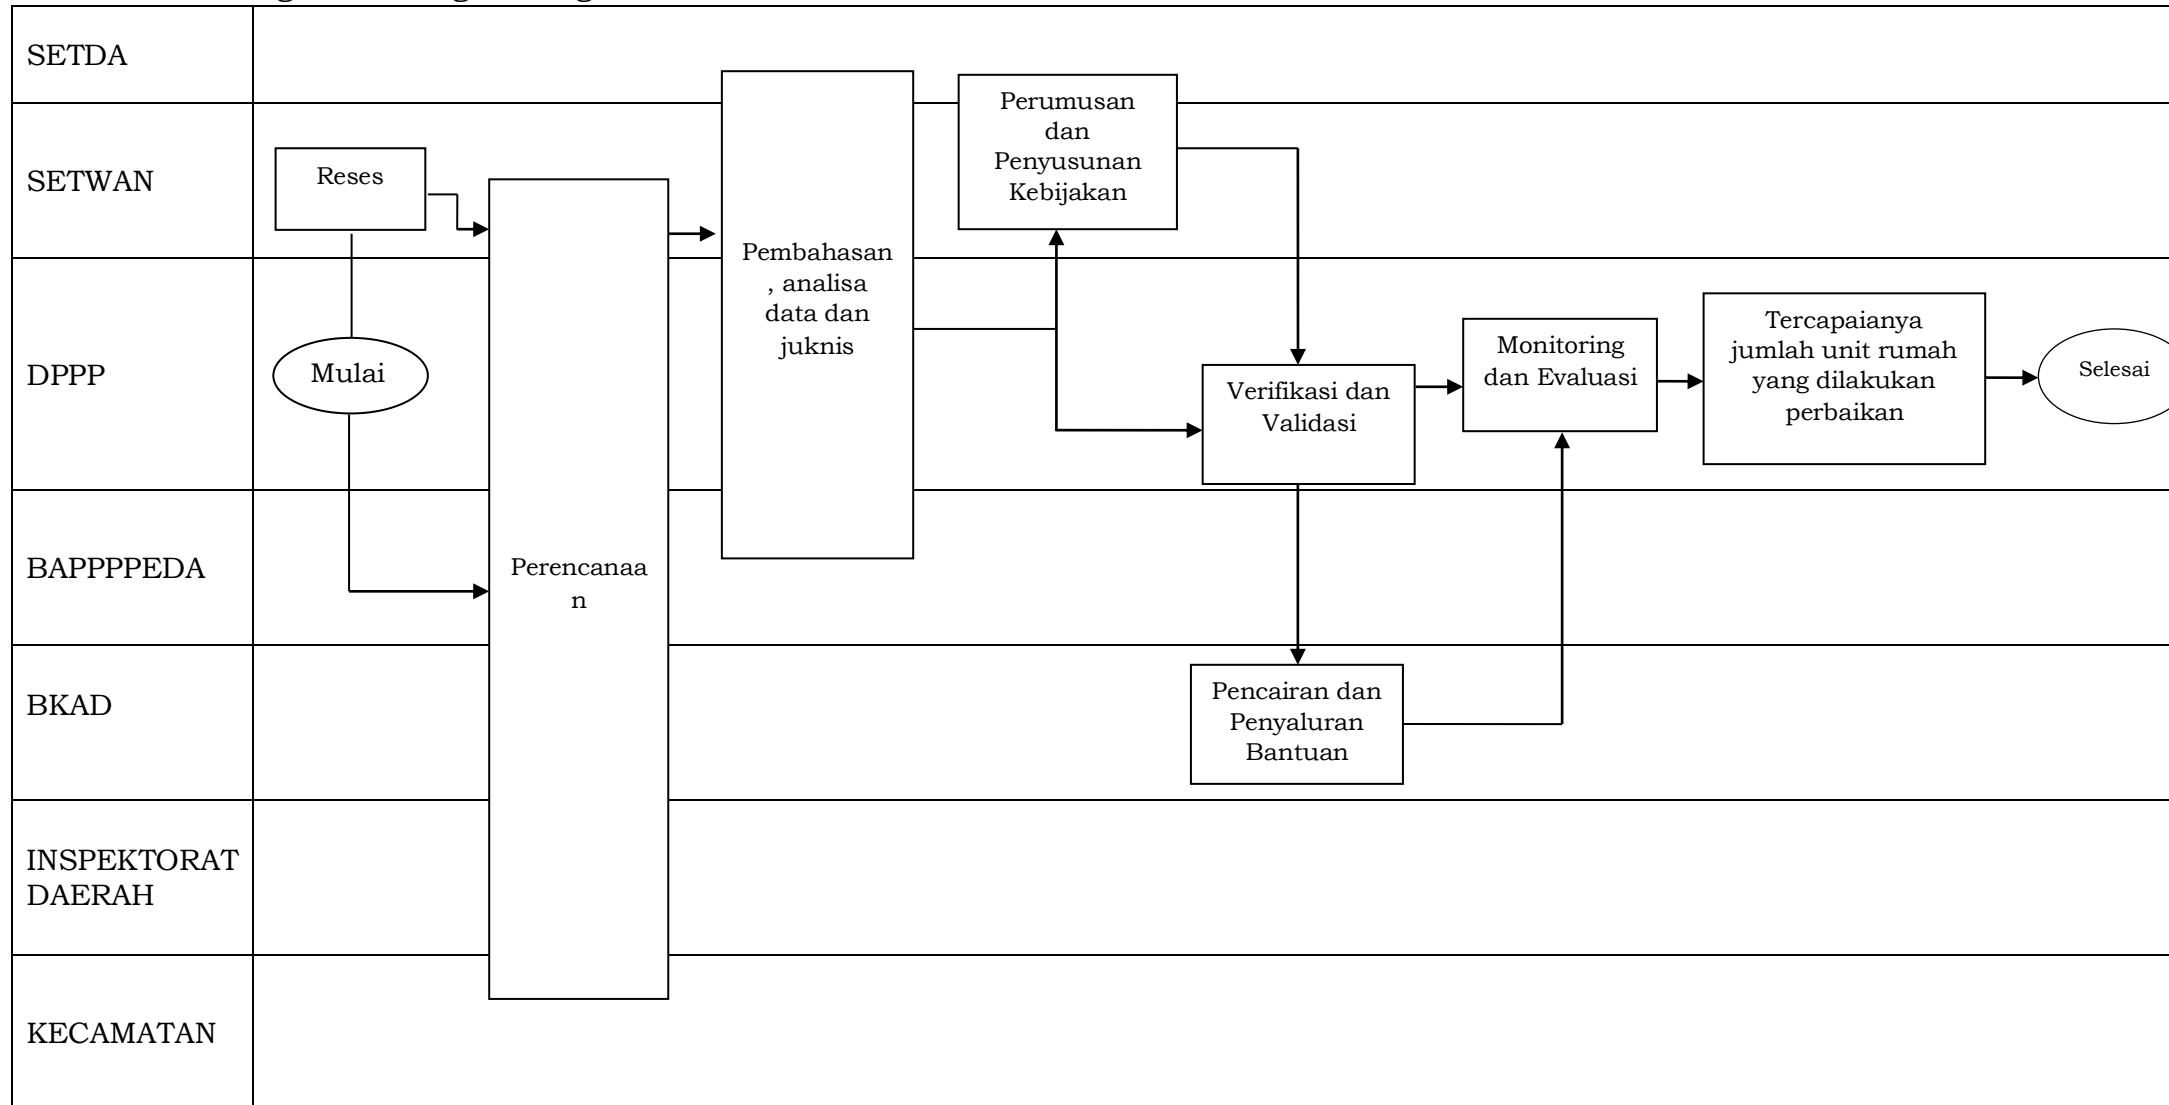 SETDA
SETWAN
DPPP
BAPPPPEDA
BKAD
INSPEKTORAT
DAERAH
KECAMATAN
Reses
Mulai
Perencanaa
n
Pembahasan
, analisa
data dan
juknis
Perumusan
dan
Penyusunan
Kebijakan
Verifikasi dan
Validasi
Pencairan dan
Penyaluran
Bantuan
Monitoring
dan Evaluasi
Tercapaianya
jumlah unit rumah
yang dilakukan
perbaikan
Selesai